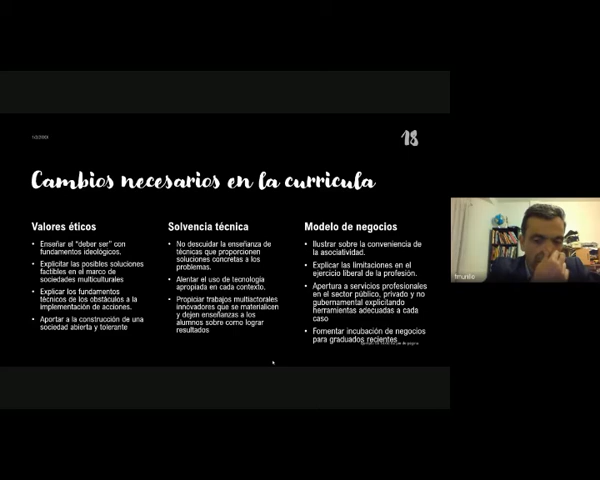 18
Cambios necesarios en la curricula
Valores éticos
• Enseñar el "deber ser" con
fundamentos ideológicos.
• Explicitar las posibles soluciones
factibles en el marco de
sociedades multiculturales
• Explicar los fundamentos
técnicos de los obstáculos a la
implementación de acciones.
• Aportar a la construcción de una
sociedad abierta y tolerante
Solvencia técnica
• No descuidar la enseñanza de
técnicas que proporcionen
soluciones concretas a los
problemas.
• Alentar el uso de tecnología
apropiada en cada contexto.
• Propiciar trabajos multiactorales
innovadores que se materialicen
y dejen enseñanzas a los
alumnos sobre como lograr
resultados
Modelo de negocios
• Ilustrar sobre la conveniencia de
la asociatividad.
• Explicar las limitaciones en el
ejercicio liberal de la profesión.
• Apertura a servicios profesionales
en el sector público, privado y no
gubernamental explicitando
herramientas adecuadas a cada
caso
• Fomentar incubación de negocios
para graduados recientes